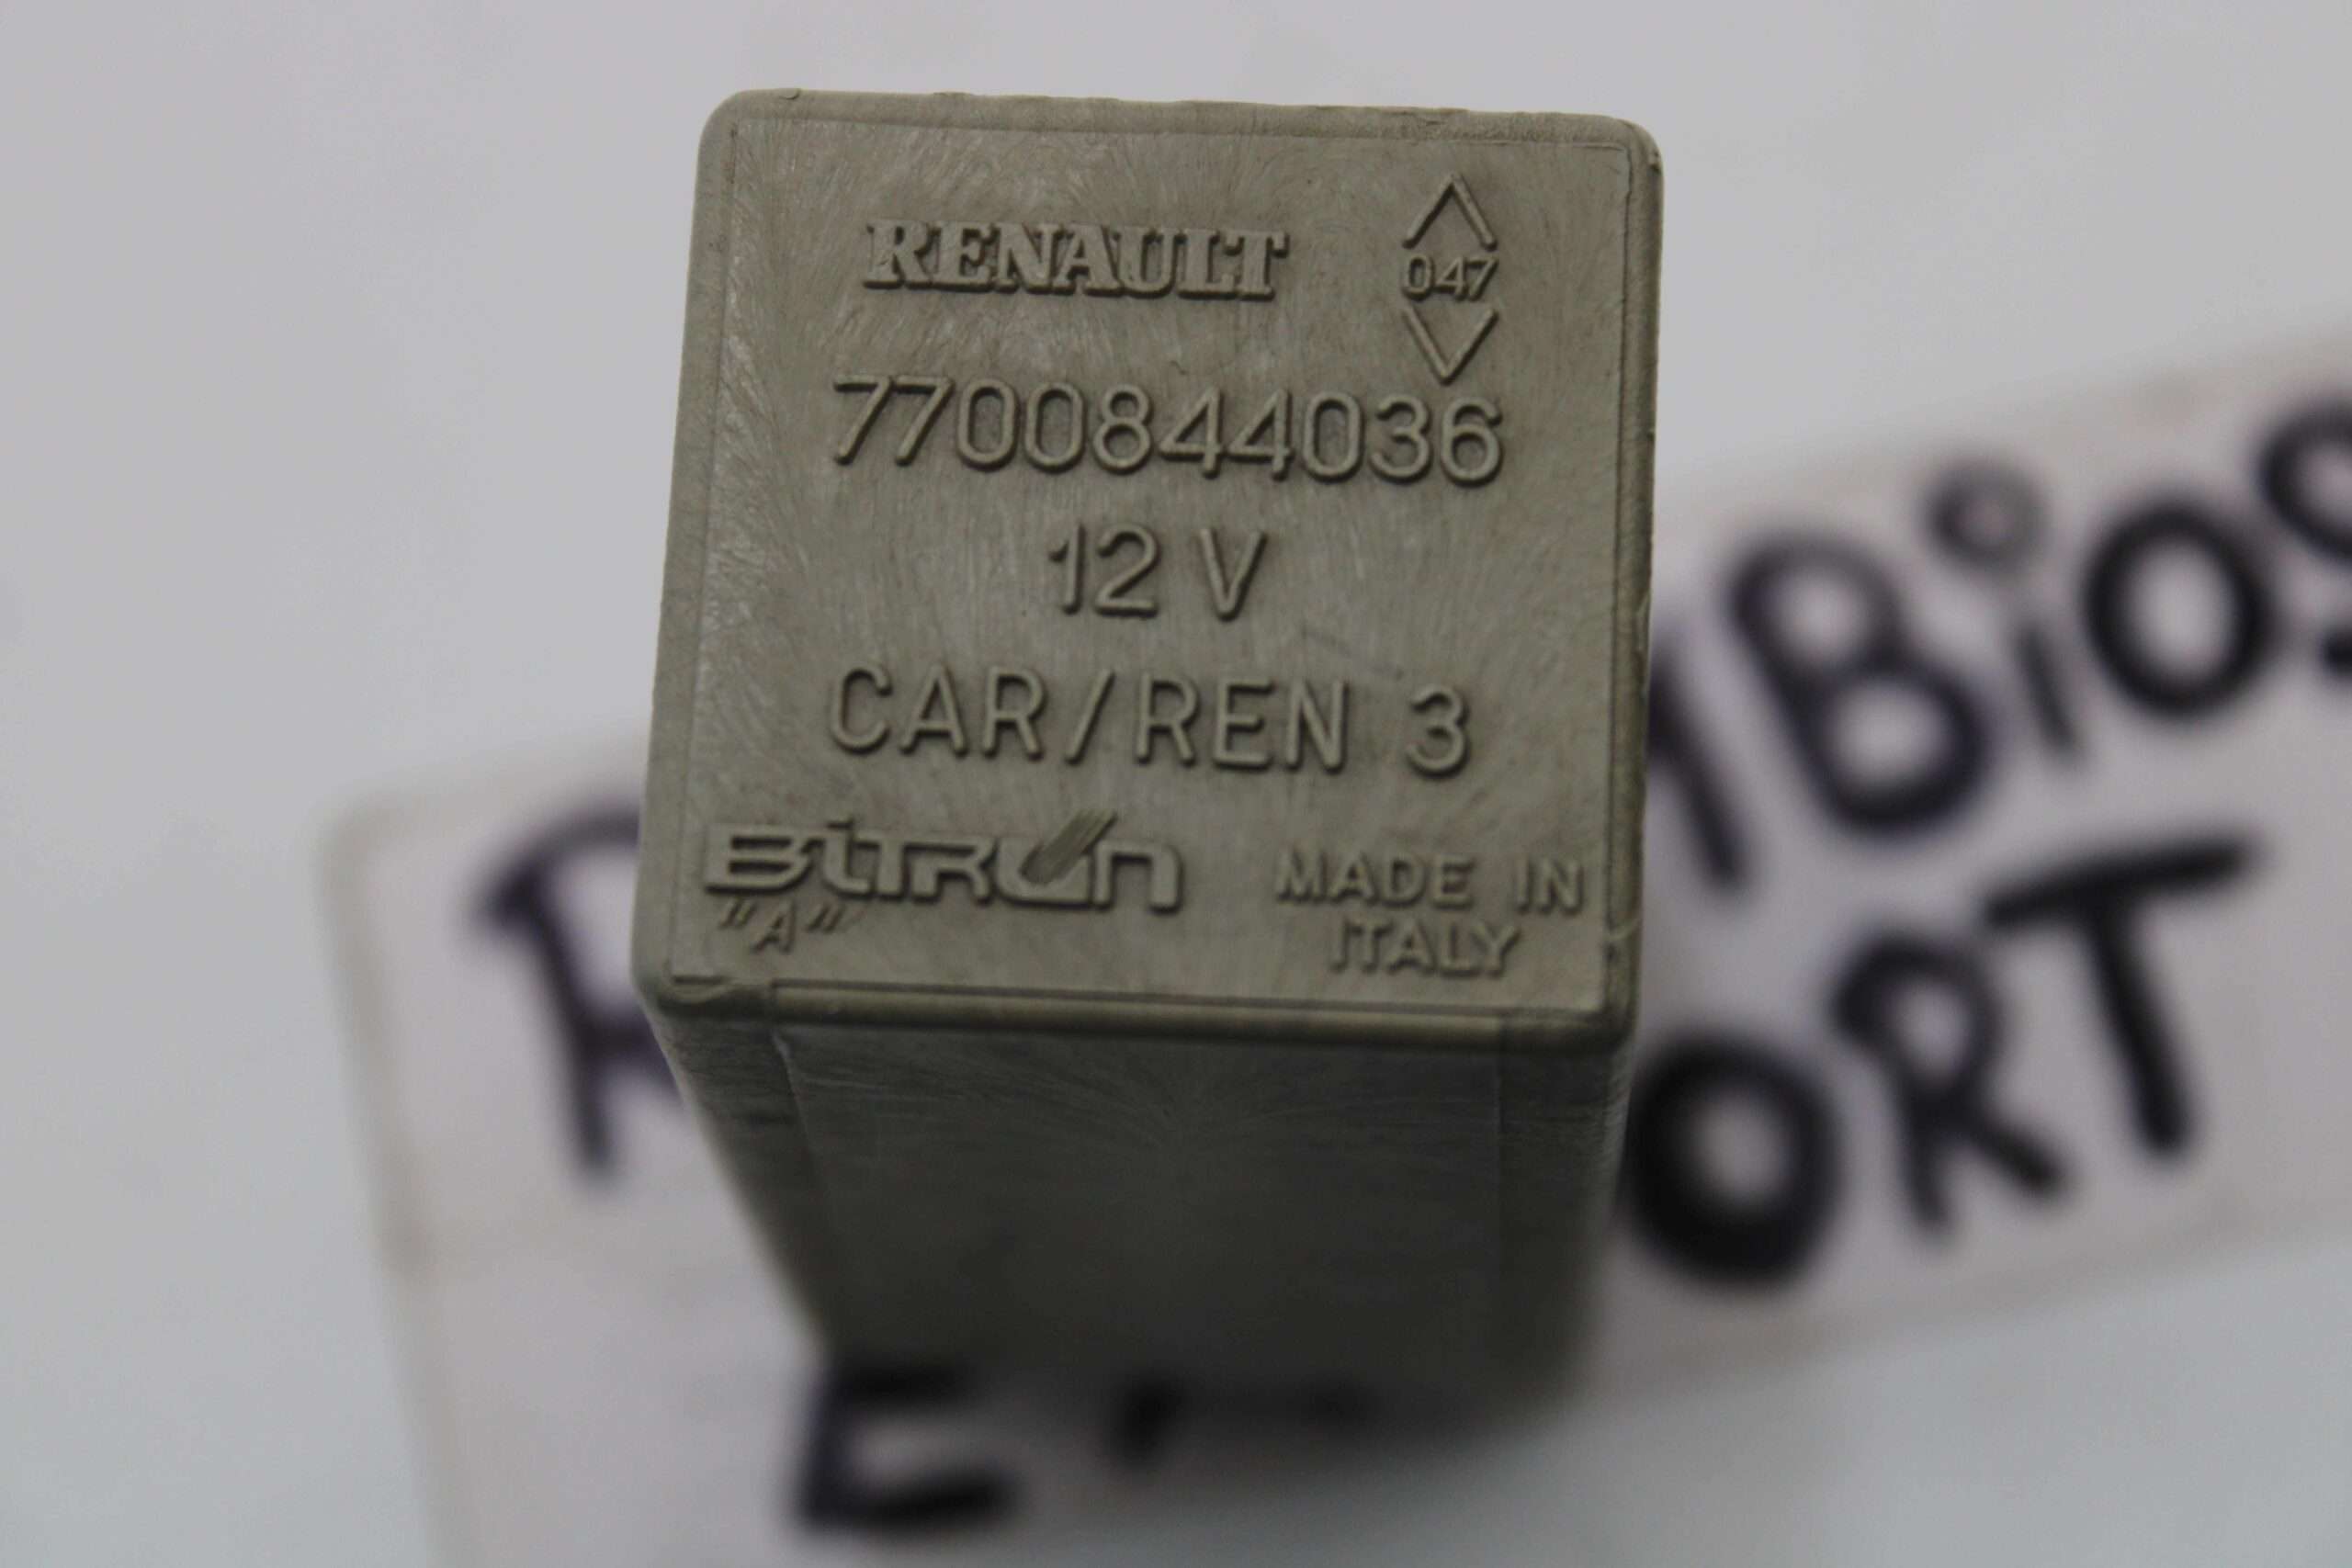 RENAULT
047
7700844036
12 V
CAR/REN 3
BiTRON
"A"
MADE IN
ITALY
ORT